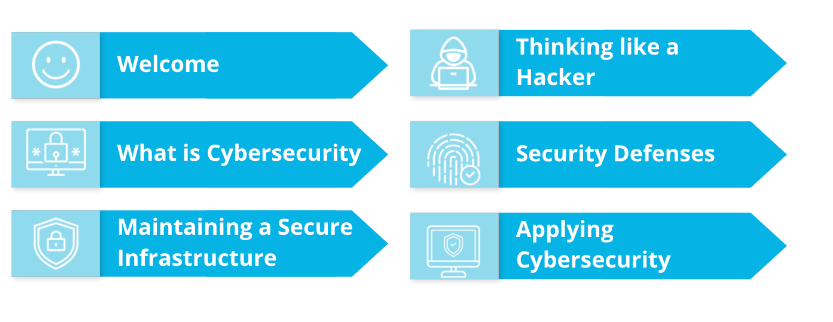 Welcome
What is Cybersecurity
Maintaining a Secure
Infrastructure
Thinking like a
Hacker
Security Defenses
Applying
Cybersecurity